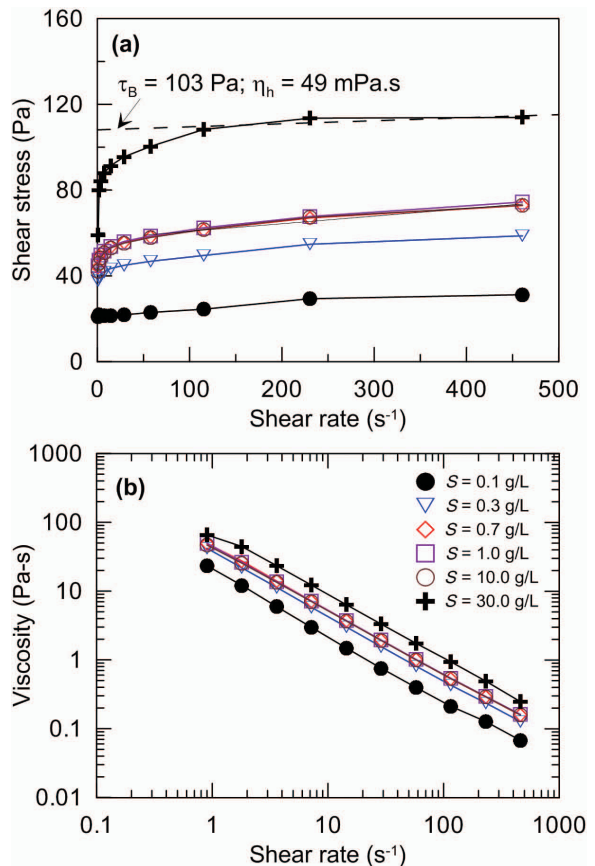 (a)
160
120
80
40
0
Shear stress (Pa)
τB = 103 Pa; ηh = 49 mPa.s
0 100 200 300 400 500
Shear rate (s⁻¹)
(b)
1000
100
10
1
0.1
0.01
Viscosity (Pa-s)
S = 0.1 g/L
S = 0.3 g/L
S = 0.7 g/L
S = 1.0 g/L
S = 10.0 g/L
S = 30.0 g/L
0.1 1 10 100 1000
Shear rate (s⁻¹)